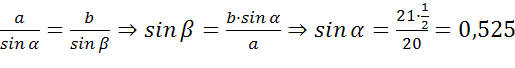 a/sin α = b/sin β ⇒ sin β = b·sin α/a ⇒ sin α = 21·1/2/20 = 0,525